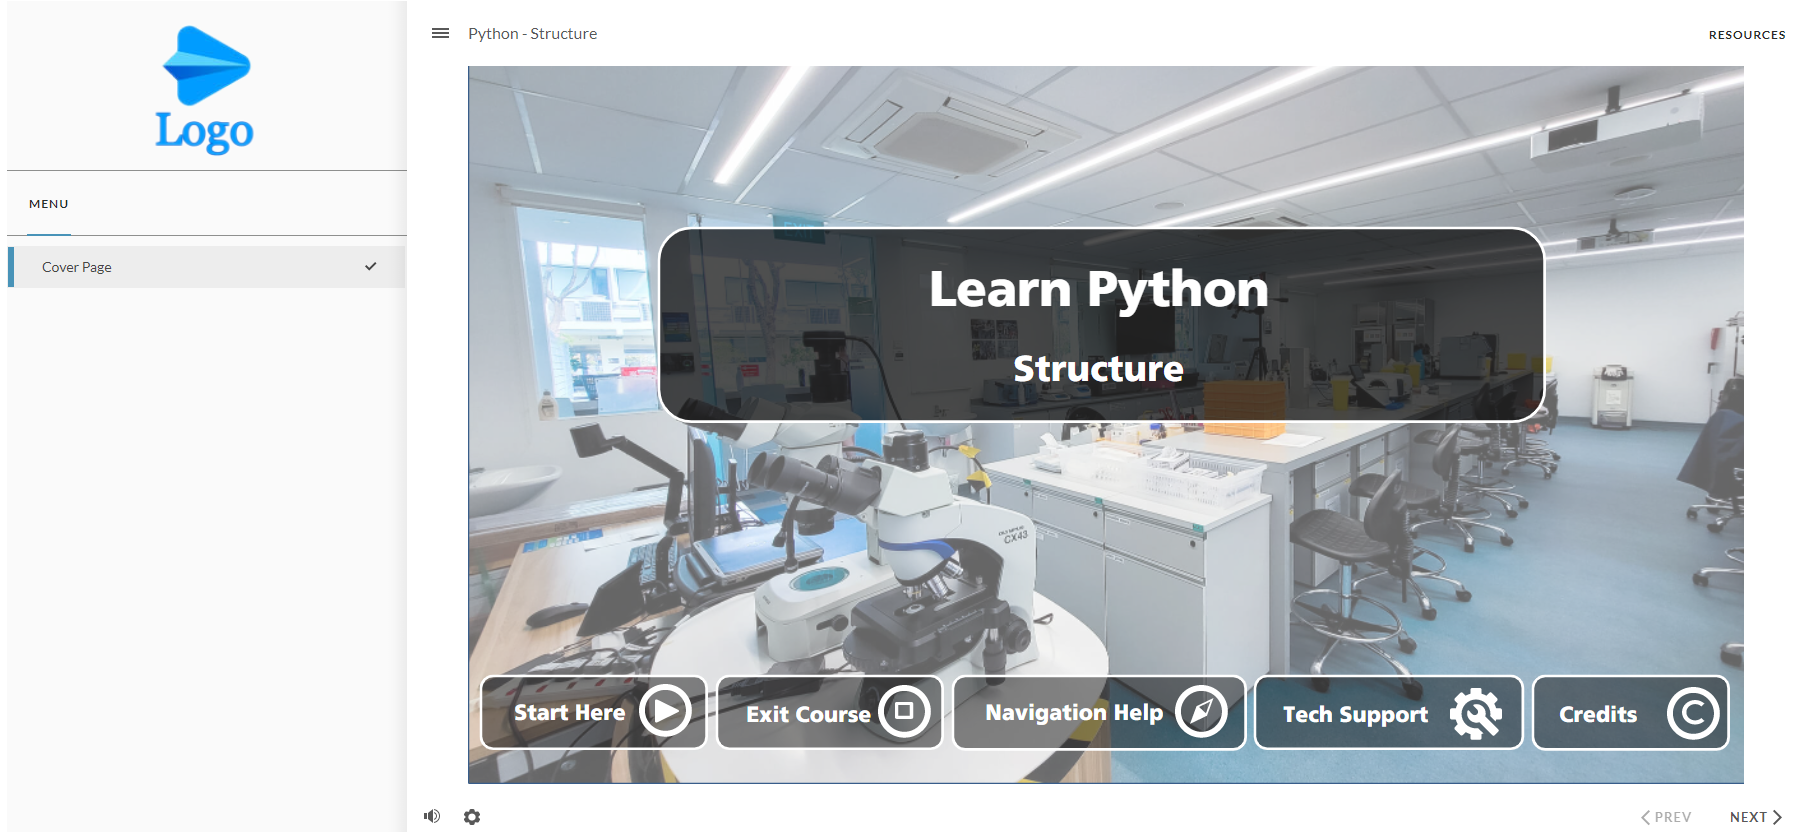 Logo
MENU
Cover Page
Python - Structure
RESOURCES
Learn Python
Structure
CX43
Start Here
Exit Course
Navigation Help
Tech Support
Credits
PREV
NEXT